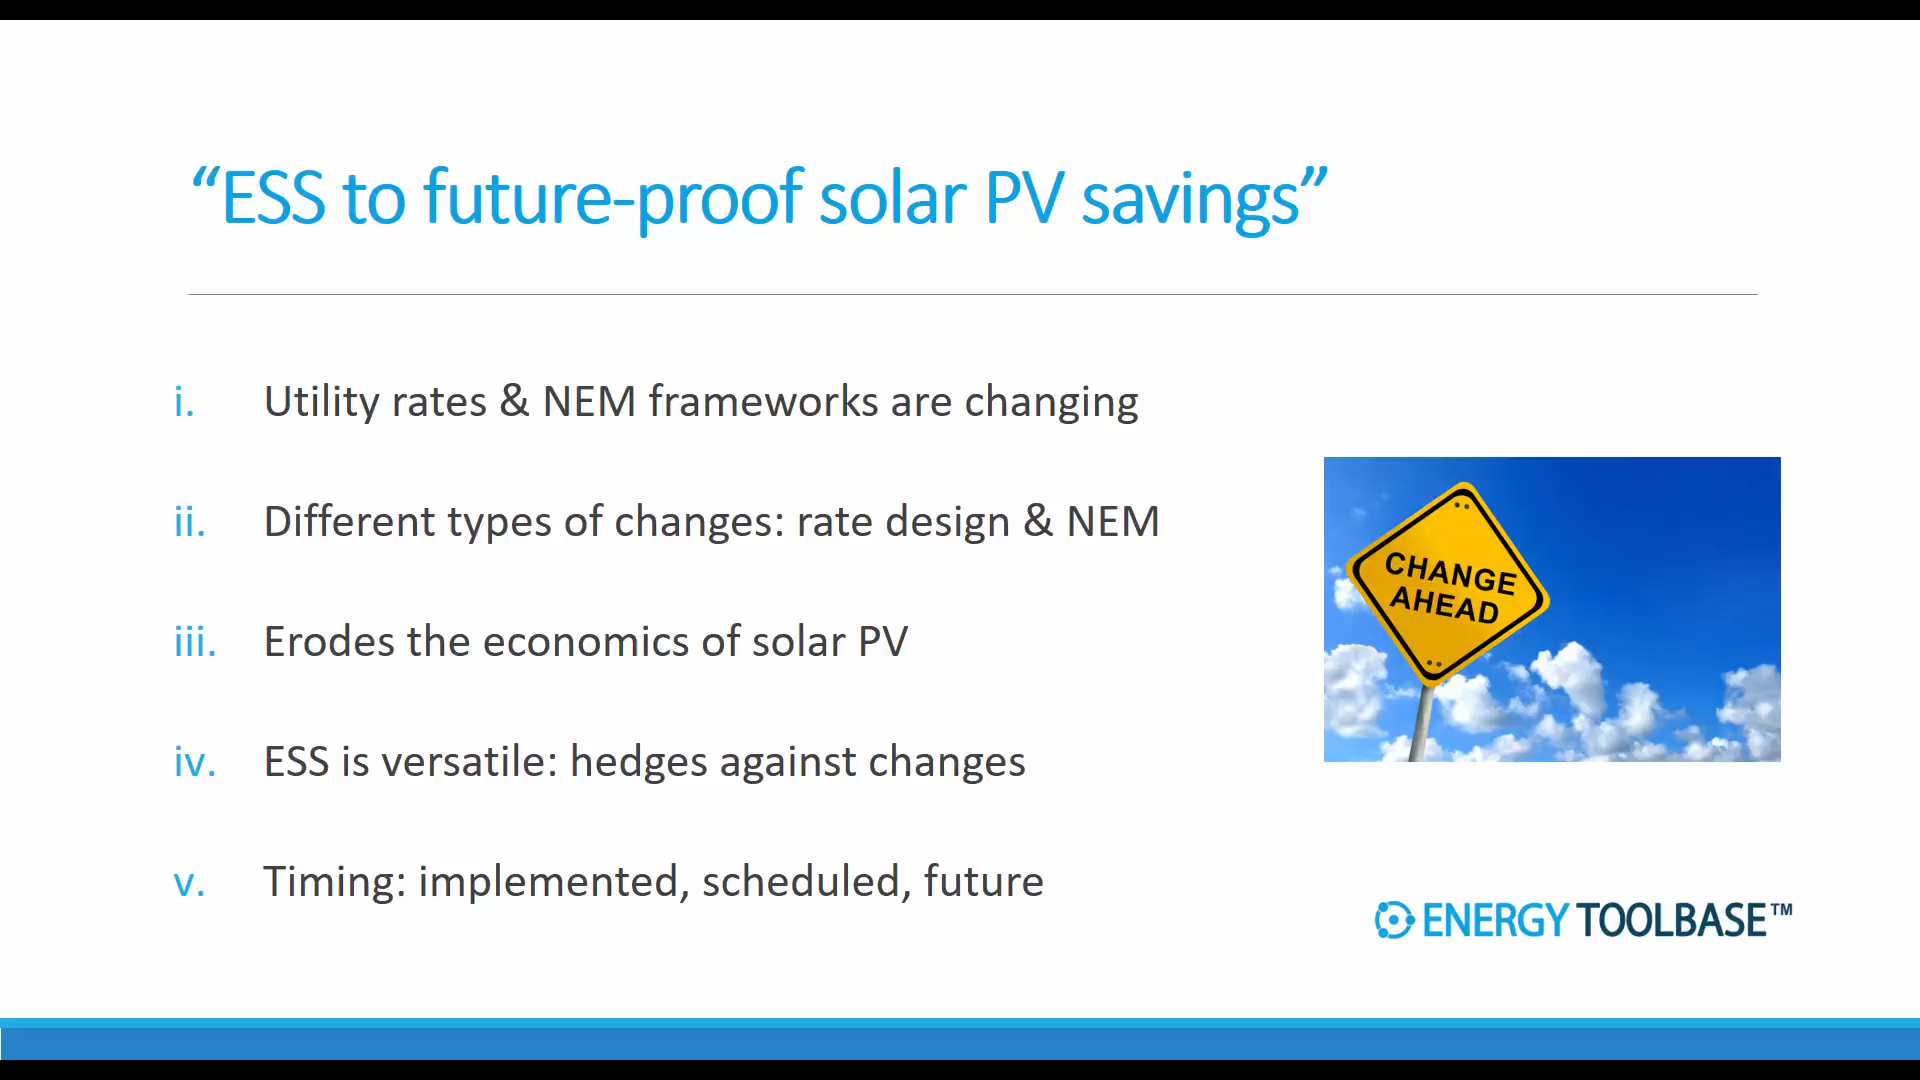 “ESS to future-proof solar PV savings”
i. Utility rates & NEM frameworks are changing
ii. Different types of changes: rate design & NEM
iii. Erodes the economics of solar PV
iv. ESS is versatile: hedges against changes
v. Timing: implemented, scheduled, future
CHANGE
AHEAD
ENERGY TOOLBASE™